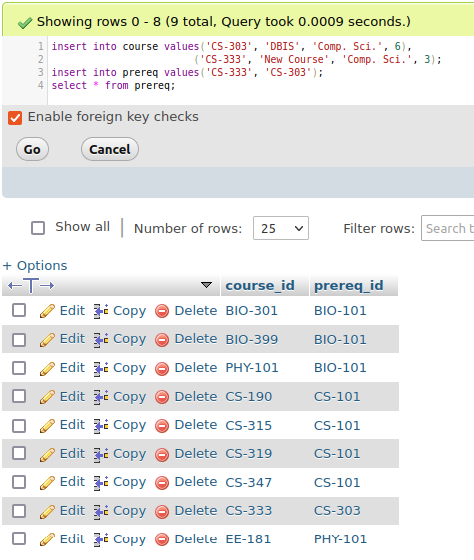 Showing rows 0 - 8 (9 total, Query took 0.0009 seconds.)
1 insert into course values('CS-303', 'DBIS', 'Comp. Sci.', 6),
2 ('CS-333', 'New Course', 'Comp. Sci.', 3);
3 insert into prereq values('CS-333', 'CS-303');
4 select * from prereq;
Enable foreign key checks
Go Cancel
Show all Number of rows: 25 Filter rows: Search t
+ Options
course_id prereq_id
Edit Copy Delete BIO-301 BIO-101
Edit Copy Delete BIO-399 BIO-101
Edit Copy Delete PHY-101 BIO-101
Edit Copy Delete CS-190 CS-101
Edit Copy Delete CS-315 CS-101
Edit Copy Delete CS-319 CS-101
Edit Copy Delete CS-347 CS-101
Edit Copy Delete CS-333 CS-303
Edit Copy Delete EE-181 PHY-101